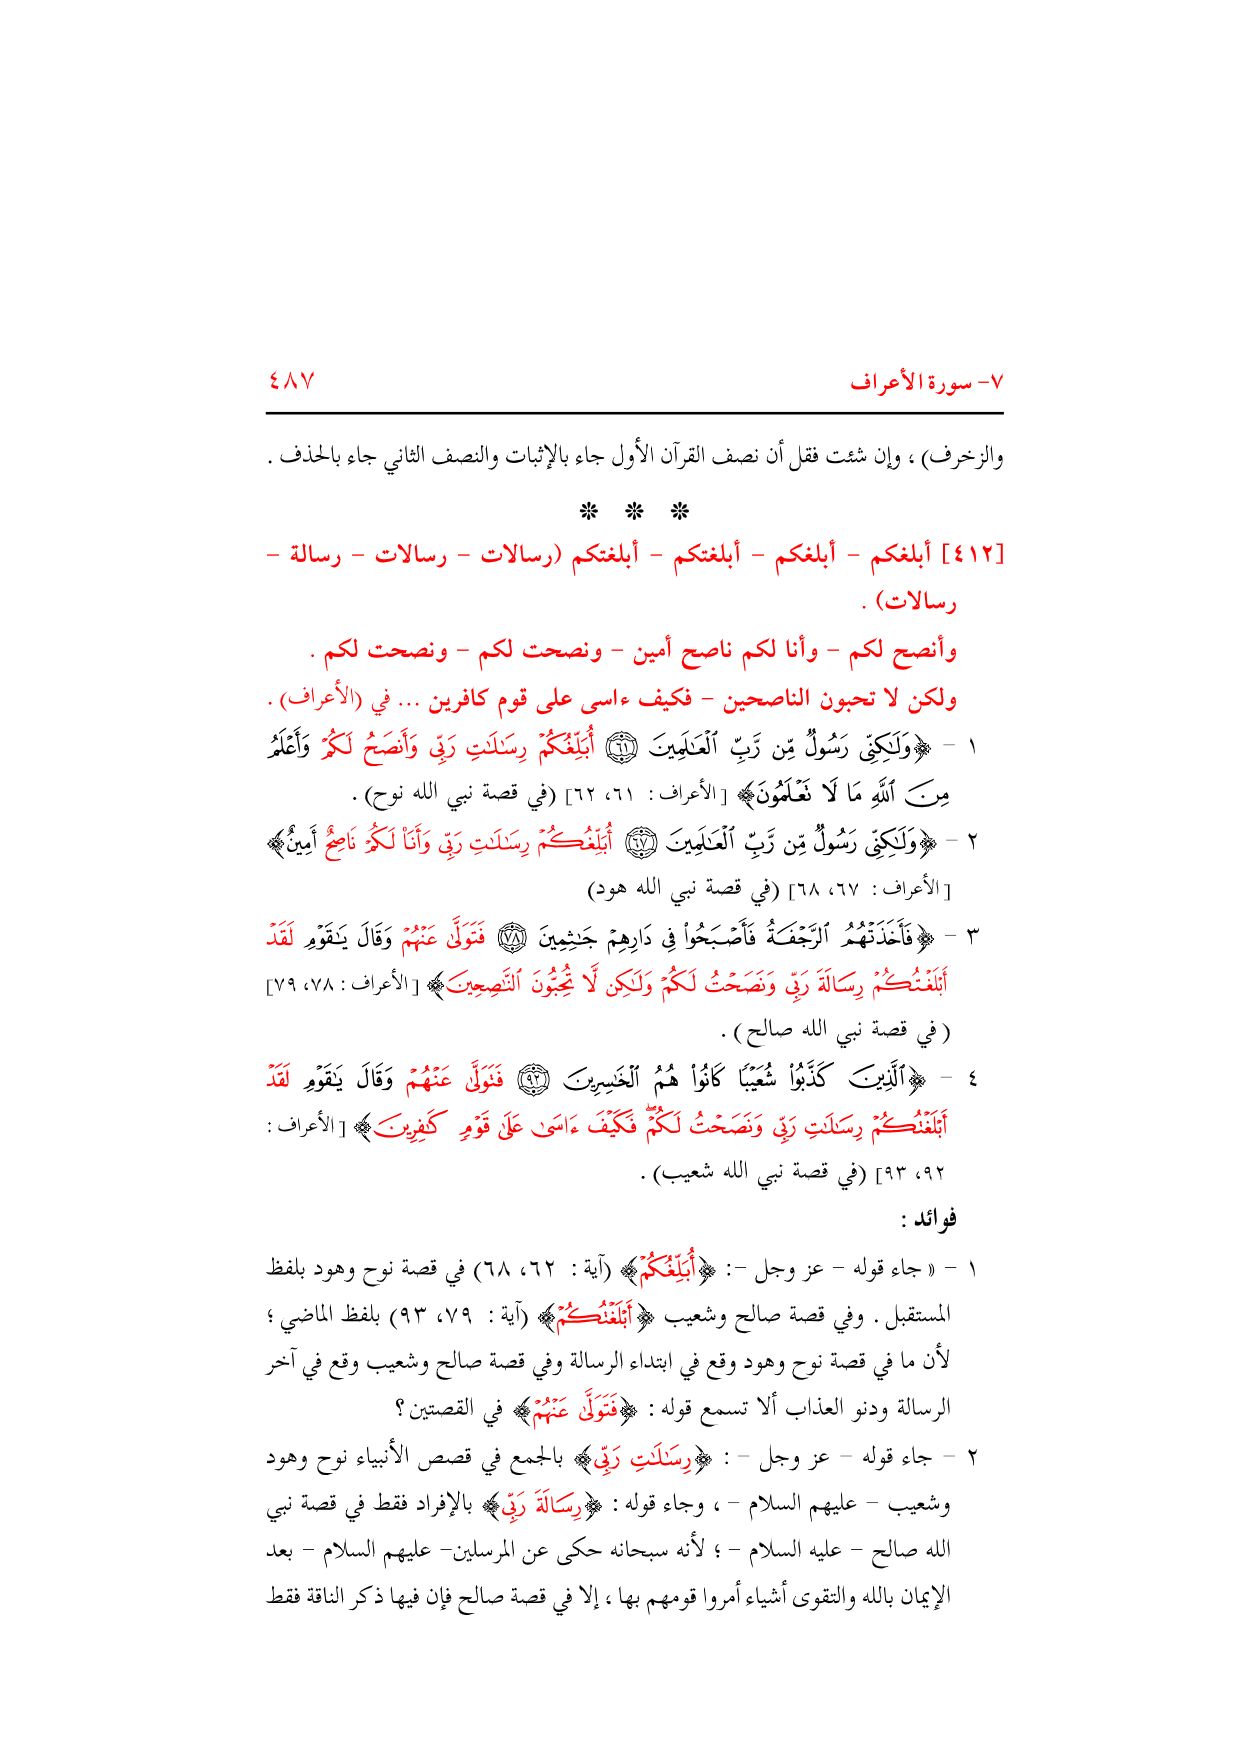 ٧- سورة الأعراف ٤٨٧
والزخرف) ، وإن شئت فقل أن نصف القرآن الأول جاء بالإثبات والنصف الثاني جاء بالحذف .
❊ ❊ ❊
[٤١٢] أبلغكم – أبلغكم – أبلغتكم – أبلغتكم (رسالات – رسالات – رسالة –
رسالات) .
وأنصح لكم – وأنا لكم ناصح أمين – ونصحت لكم – ونصحت لكم .
ولكن لا تحبون الناصحين – فكيف ءاسى على قوم كافرين ... في (الأعراف) .
١ – ﴿وَلَٰكِنِّي رَسُولٌ مِّن رَّبِّ ٱلْعَٰلَمِينَ ٦١ أُبَلِّغُكُمْ رِسَٰلَٰتِ رَبِّي وَأَنصَحُ لَكُمْ وَأَعْلَمُ
مِنَ ٱللَّهِ مَا لَا تَعْلَمُونَ﴾ [الأعراف : ٦١، ٦٢] (في قصة نبي الله نوح) .
٢ – ﴿وَلَٰكِنِّي رَسُولٌ مِّن رَّبِّ ٱلْعَٰلَمِينَ ٦٧ أُبَلِّغُكُمْ رِسَٰلَٰتِ رَبِّي وَأَنَا۠ لَكُمْ نَاصِحٌ أَمِينٌ﴾
[الأعراف : ٦٧، ٦٨] (في قصة نبي الله هود)
٣ – ﴿فَأَخَذَتْهُمُ ٱلرَّجْفَةُ فَأَصْبَحُوا۟ فِي دَارِهِمْ جَٰثِمِينَ ٧٨ فَتَوَلَّىٰ عَنْهُمْ وَقَالَ يَٰقَوْمِ لَقَدْ
أَبْلَغْتُكُمْ رِسَالَةَ رَبِّي وَنَصَحْتُ لَكُمْ وَلَٰكِن لَّا تُحِبُّونَ ٱلنَّٰصِحِينَ﴾ [الأعراف : ٧٨، ٧٩]
(في قصة نبي الله صالح) .
٤ – ﴿ٱلَّذِينَ كَذَّبُوا۟ شُعَيْبًا كَانُوا۟ هُمُ ٱلْخَٰسِرِينَ ٩٢ فَتَوَلَّىٰ عَنْهُمْ وَقَالَ يَٰقَوْمِ لَقَدْ
أَبْلَغْتُكُمْ رِسَٰلَٰتِ رَبِّي وَنَصَحْتُ لَكُمْ ۖ فَكَيْفَ ءَاسَىٰ عَلَىٰ قَوْمٍ كَٰفِرِينَ﴾ [الأعراف :
٩٢، ٩٣] (في قصة نبي الله شعيب) .
فوائد :
١ – « جاء قوله – عز وجل –: ﴿أُبَلِّغُكُمْ﴾ (آية : ٦٢، ٦٨) في قصة نوح وهود بلفظ
المستقبل . وفي قصة صالح وشعيب ﴿أَبْلَغْتُكُمْ﴾ (آية : ٧٩، ٩٣) بلفظ الماضي ؛
لأن ما في قصة نوح وهود وقع في ابتداء الرسالة وفي قصة صالح وشعيب وقع في آخر
الرسالة ودنو العذاب ألا تسمع قوله : ﴿فَتَوَلَّىٰ عَنْهُمْ﴾ في القصتين ؟
٢ – جاء قوله – عز وجل – : ﴿رِسَٰلَٰتِ رَبِّي﴾ بالجمع في قصص الأنبياء نوح وهود
وشعيب – عليهم السلام – ، وجاء قوله : ﴿رِسَالَةَ رَبِّي﴾ بالإفراد فقط في قصة نبي
الله صالح – عليه السلام – ؛ لأنه سبحانه حكى عن المرسلين– عليهم السلام – بعد
الإيمان بالله والتقوى أشياء أمروا قومهم بها ، إلا في قصة صالح فإن فيها ذكر الناقة فقط